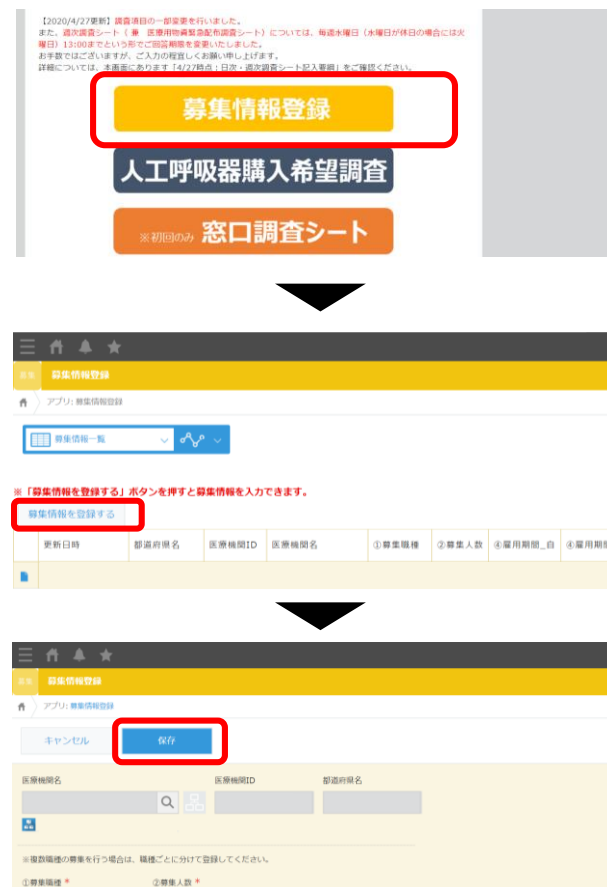 【2020/4/27更新】調査項目の一部変更を行いました。
また、週次調査シート（兼 医療用物資緊急配布調査シート）については、毎週水曜日（水曜日が休日の場合には火
曜日）13:00までという形でご回答期限を変更いたしました。
お手数ではございますが、ご入力の程宜しくお願い申し上げます。
詳細については、本画面にあります「4/27時点：日次・週次調査シート記入要綱」をご確認ください。
募集情報登録
人工呼吸器購入希望調査
※初回のみ 窓口調査シート
募集情報登録
アプリ: 募集情報登録
募集情報一覧
※「募集情報を登録する」ボタンを押すと募集情報を入力できます。
募集情報を登録する
更新日時 都道府県名 医療機関ID 医療機関名 ①募集職種 ②募集人数 ④雇用期間_自 ④雇用期間
募集情報登録
アプリ: 募集情報登録
キャンセル 保存
医療機関名 医療機関ID 都道府県名
※複数職種の募集を行う場合は、職種ごとに分けて登録してください。
①募集職種 * ②募集人数 *